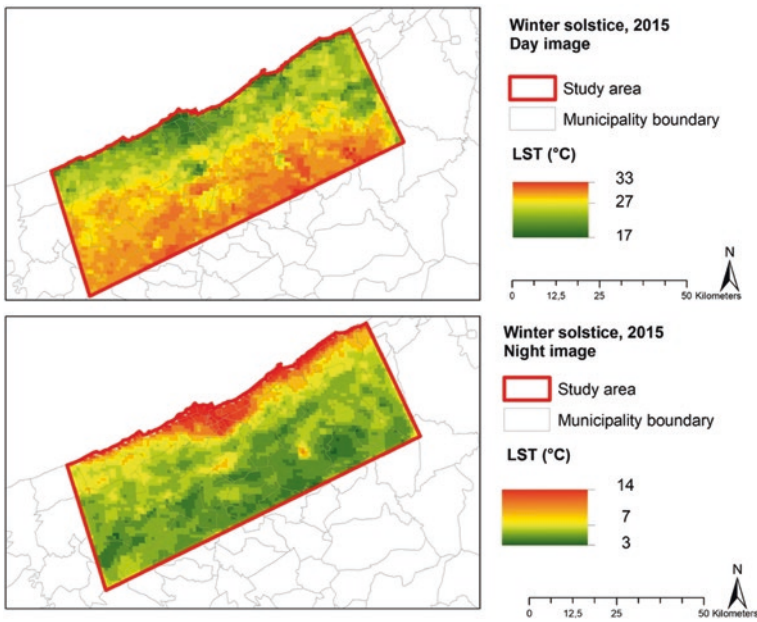 Winter solstice, 2015
Day image
Study area
Municipality boundary
LST (°C)
33
27
17
N
0 12,5 25 50 Kilometers
Winter solstice, 2015
Night image
Study area
Municipality boundary
LST (°C)
14
7
3
N
0 12,5 25 50 Kilometers